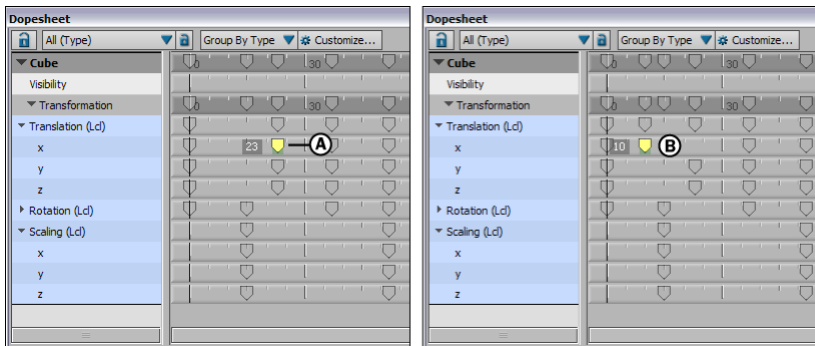 Dopesheet
All (Type) Group By Type Customize...
Cube 0 30
Visibility
Transformation 0 30
Translation (Lcl)
x 23 A
y
z
Rotation (Lcl)
Scaling (Lcl)
x
y
z
Dopesheet
All (Type) Group By Type Customize...
Cube 0 30
Visibility
Transformation 0 30
Translation (Lcl)
x 10 B
y
z
Rotation (Lcl)
Scaling (Lcl)
x
y
z